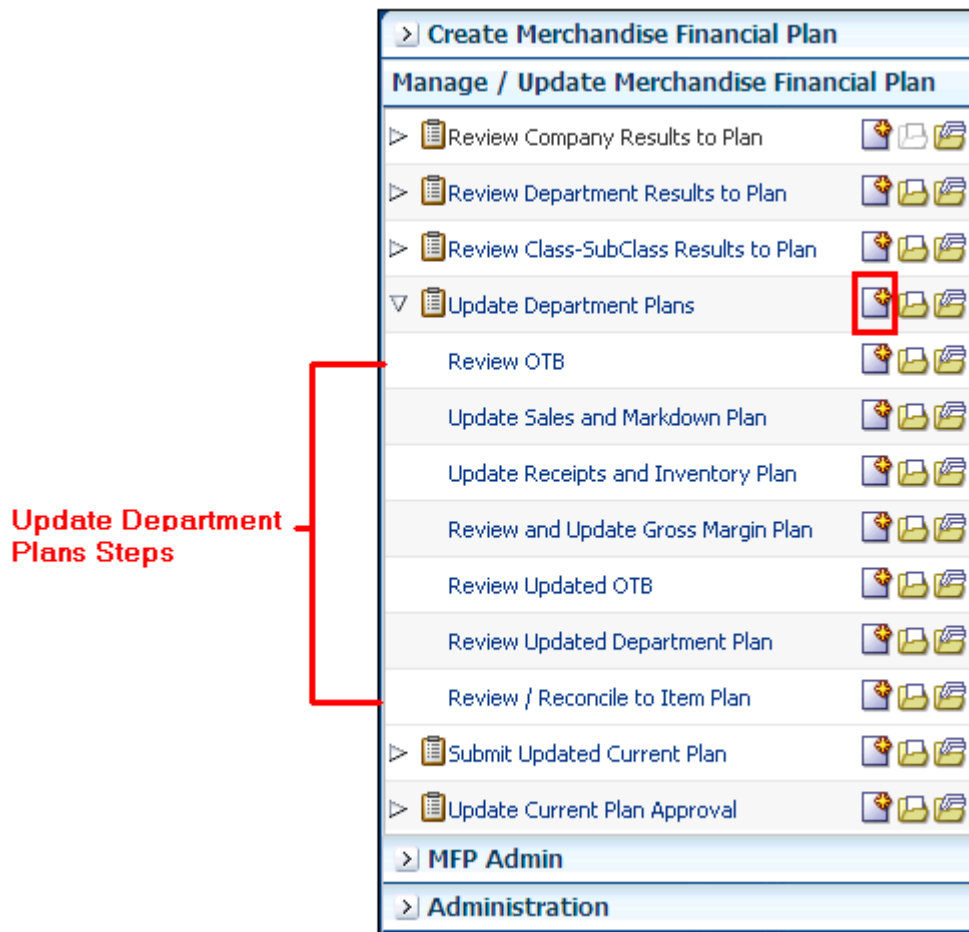 Create Merchandise Financial Plan
Manage / Update Merchandise Financial Plan
Review Company Results to Plan
Review Department Results to Plan
Review Class-SubClass Results to Plan
Update Department Plans
Review OTB
Update Sales and Markdown Plan
Update Receipts and Inventory Plan
Update Department
Plans Steps
Review and Update Gross Margin Plan
Review Updated OTB
Review Updated Department Plan
Review / Reconcile to Item Plan
Submit Updated Current Plan
Update Current Plan Approval
MFP Admin
Administration